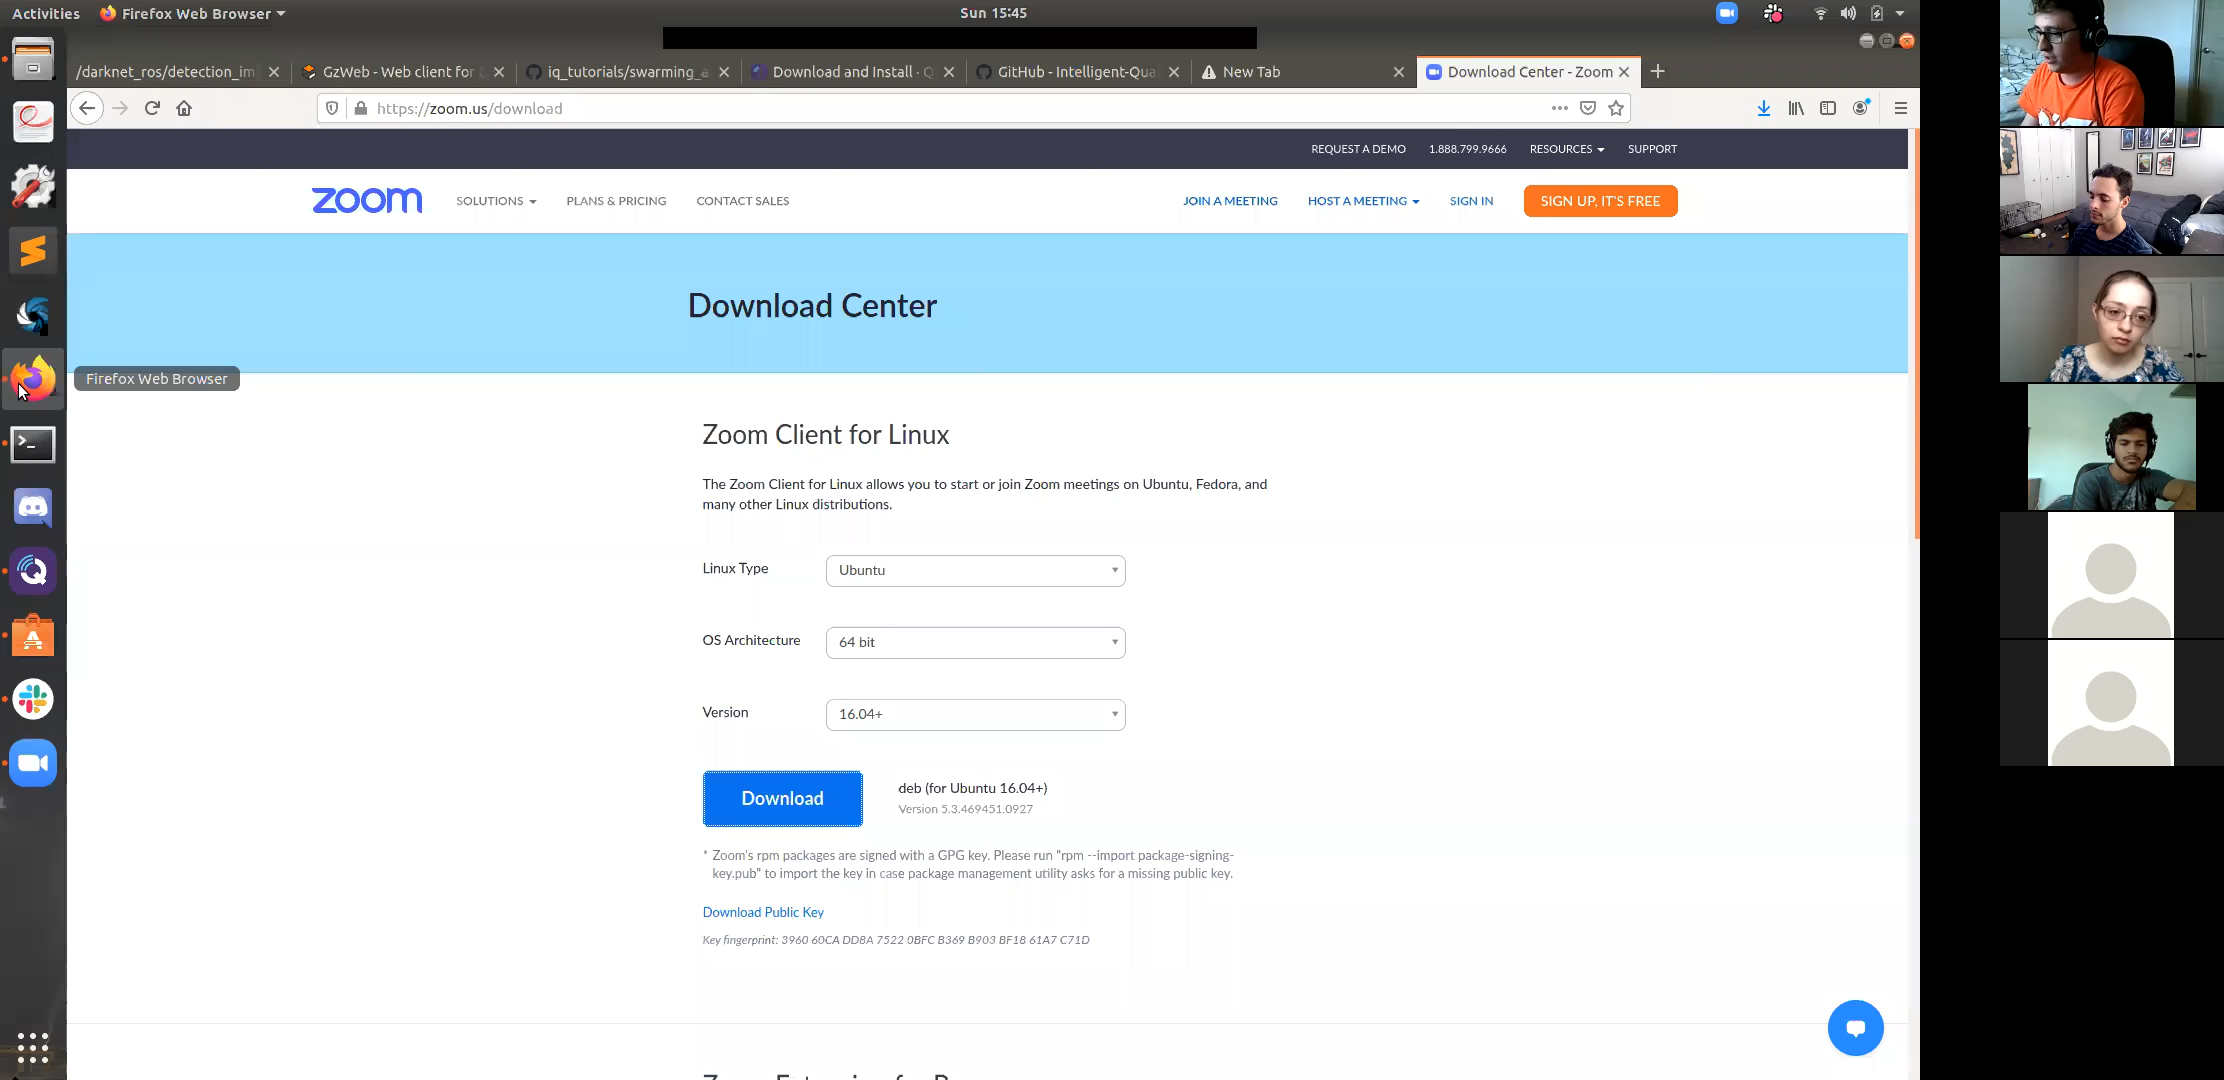 Activities
Firefox Web Browser
Sun 15:45
/darknet_ros/detection_im
GzWeb - Web client for
iq_tutorials/swarming_a
Download and Install · Q
GitHub - Intelligent-Qua
New Tab
Download Center - Zoom
https://zoom.us/download
REQUEST A DEMO
1.888.799.9666
RESOURCES
SUPPORT
zoom
SOLUTIONS
PLANS & PRICING
CONTACT SALES
JOIN A MEETING
HOST A MEETING
SIGN IN
SIGN UP, IT'S FREE
Download Center
Firefox Web Browser
Zoom Client for Linux
The Zoom Client for Linux allows you to start or join Zoom meetings on Ubuntu, Fedora, and
many other Linux distributions.
Linux Type
Ubuntu
OS Architecture
64 bit
Version
16.04+
Download
deb (for Ubuntu 16.04+)
Version 5.3.469451.0927
* Zoom's rpm packages are signed with a GPG key. Please run "rpm --import package-signing-
key.pub" to import the key in case package management utility asks for a missing public key.
Download Public Key
Key fingerprint: 3960 60CA DD8A 7522 0BFC B369 B903 BF18 61A7 C71D